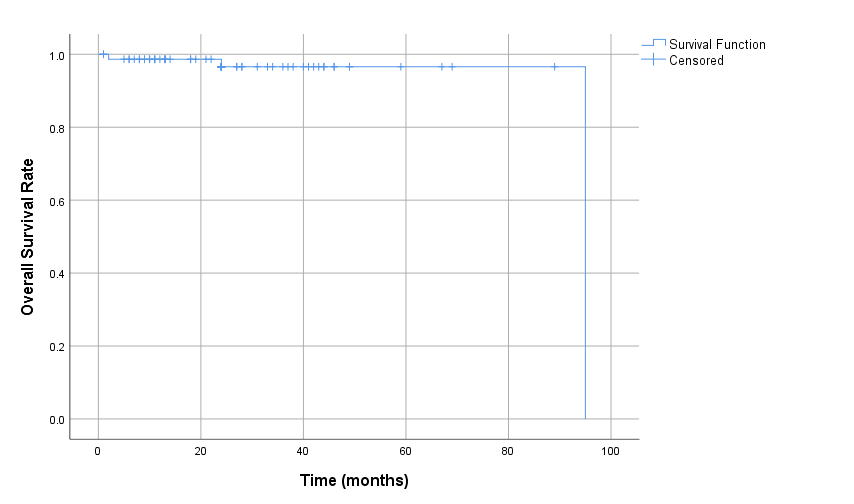 Survival Function
Censored
Overall Survival Rate
1.0
0.8
0.6
0.4
0.2
0.0
0 20 40 60 80 100
Time (months)